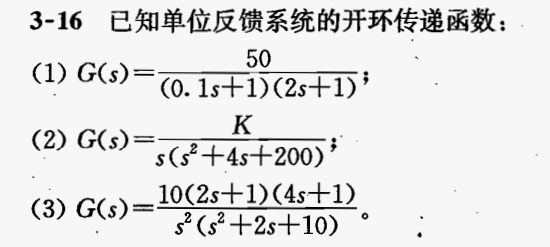 3-16 已知单位反馈系统的开环传递函数：
(1) G(s)=50/((0.1s+1)(2s+1))；
(2) G(s)=K/(s(s²+4s+200))；
(3) G(s)=10(2s+1)(4s+1)/(s²(s²+2s+10))。